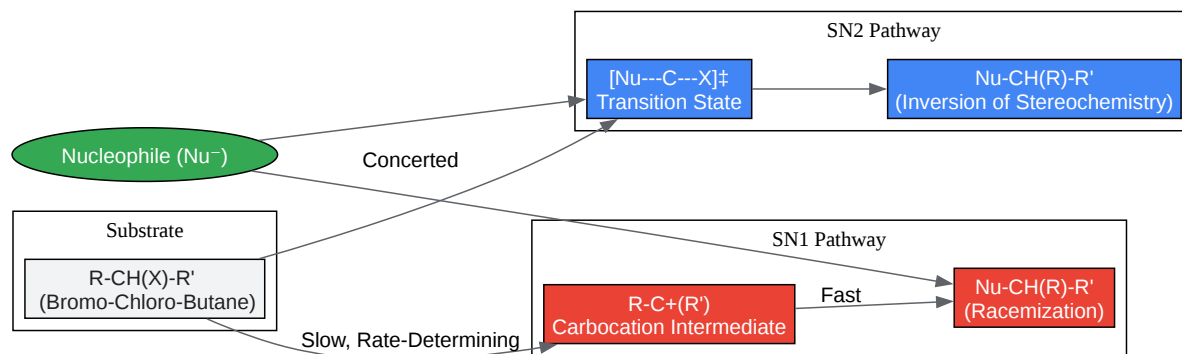 SN2 Pathway
[Nu---C---X]‡
Transition State
Nu-CH(R)-R'
(Inversion of Stereochemistry)
Nucleophile (Nu⁻)
Concerted
Substrate
R-CH(X)-R'
(Bromo-Chloro-Butane)
SN1 Pathway
R-C+(R')
Carbocation Intermediate
Fast
Nu-CH(R)-R'
(Racemization)
Slow, Rate-Determining